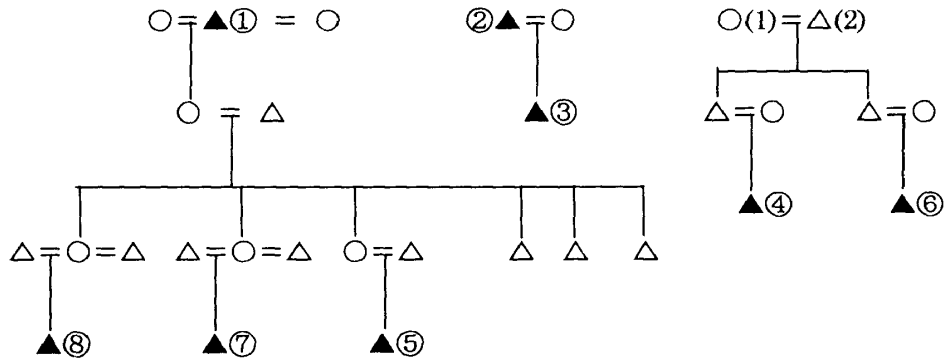 ① ② (1) (2)
③
④ ⑥
⑧ ⑦ ⑤